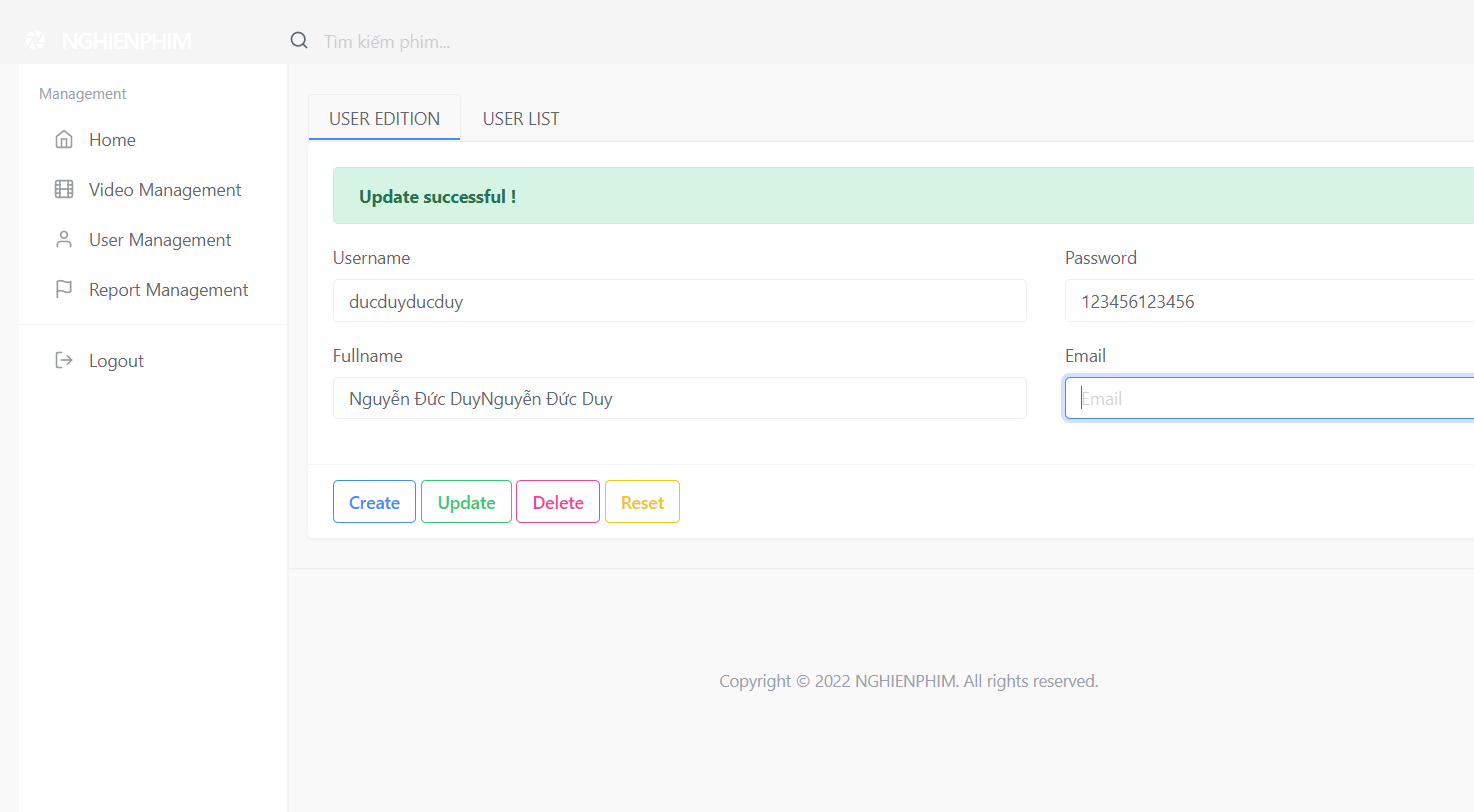 NGHIENPHIM
Tìm kiếm phim...
Management
Home
Video Management
User Management
Report Management
Logout
USER EDITION
USER LIST
Update successful !
Username
Password
ducduyducduy
123456123456
Fullname
Email
Nguyễn Đức DuyNguyễn Đức Duy
Email
Create
Update
Delete
Reset
Copyright © 2022 NGHIENPHIM. All rights reserved.